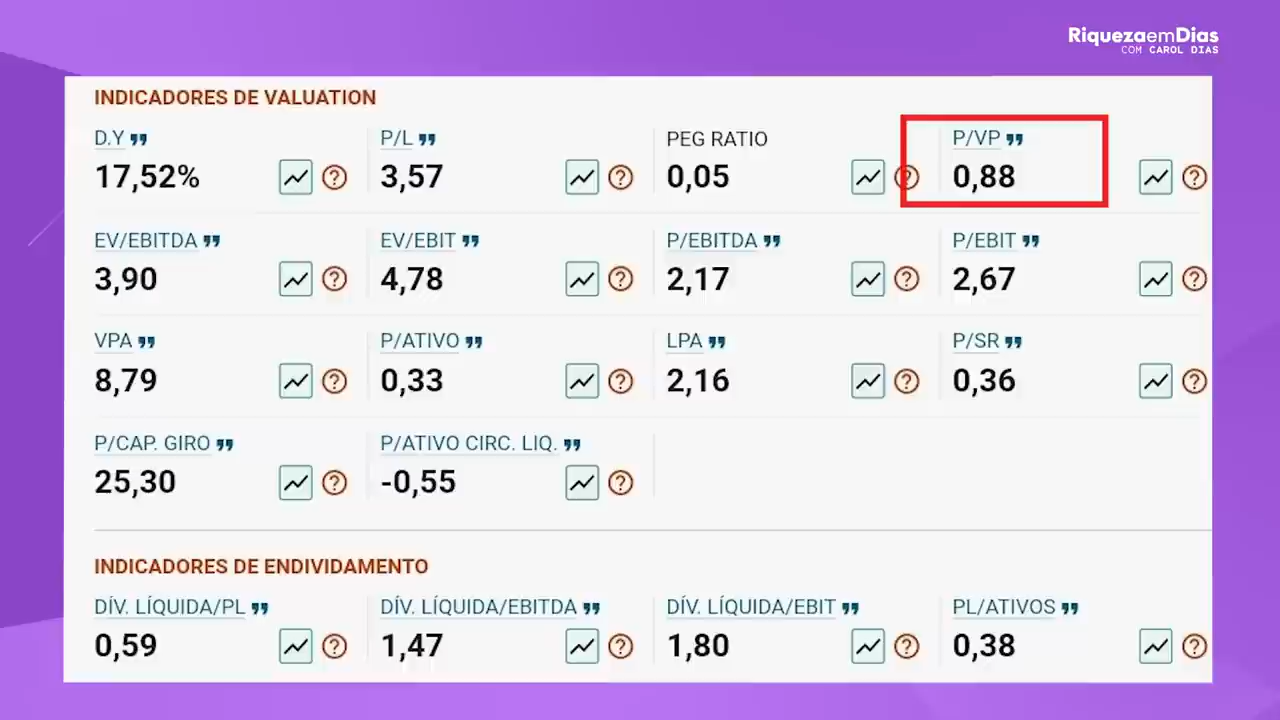 RiquezaemDias
COM CAROL DIAS
INDICADORES DE VALUATION
D.Y P/L PEG RATIO P/VP
17,52% 3,57 0,05 0,88
EV/EBITDA EV/EBIT P/EBITDA P/EBIT
3,90 4,78 2,17 2,67
VPA P/ATIVO LPA P/SR
8,79 0,33 2,16 0,36
P/CAP. GIRO P/ATIVO CIRC. LIQ.
25,30 -0,55
INDICADORES DE ENDIVIDAMENTO
DÍV. LÍQUIDA/PL DÍV. LÍQUIDA/EBITDA DÍV. LÍQUIDA/EBIT PL/ATIVOS
0,59 1,47 1,80 0,38